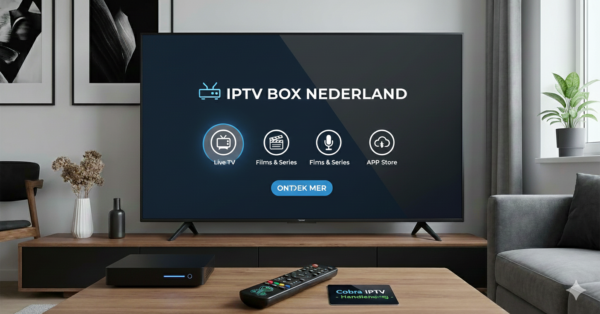 IPTV BOX NEDERLAND
Live TV
Films & Series
Films & Series
APP Store
ONTDEK MER
Cobra IPTV
- Handleiding -